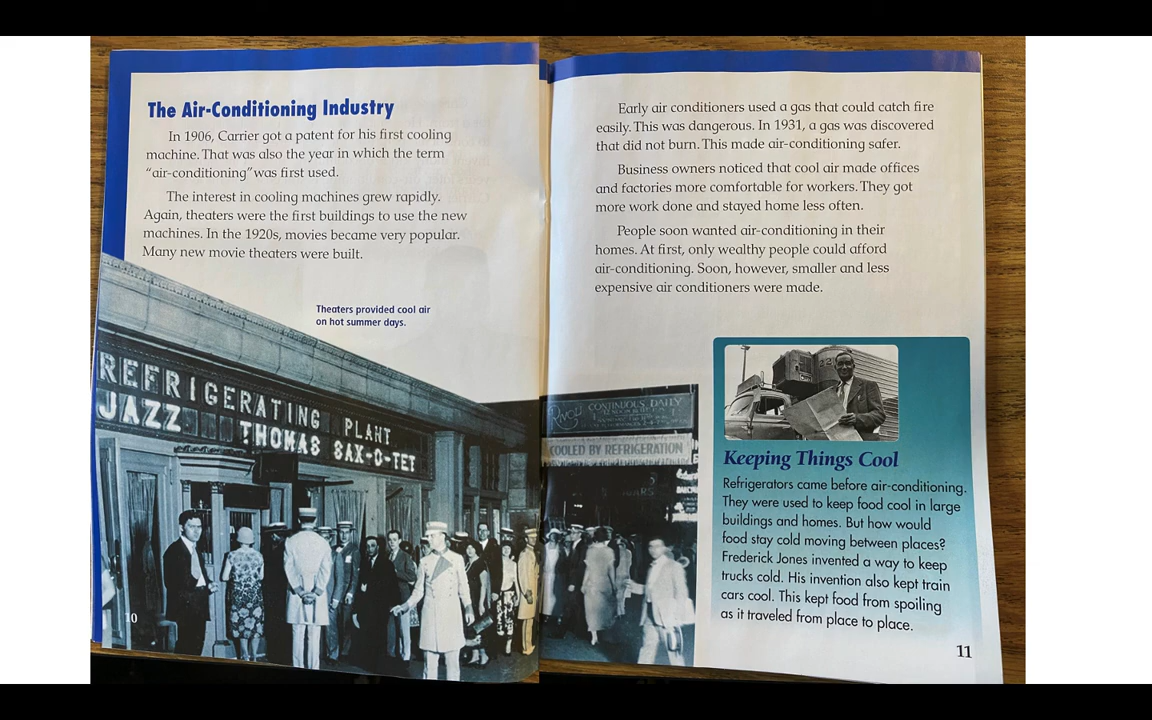 The Air-Conditioning Industry
In 1906, Carrier got a patent for his first cooling
machine. That was also the year in which the term
“air-conditioning” was first used.
The interest in cooling machines grew rapidly.
Again, theaters were the first buildings to use the new
machines. In the 1920s, movies became very popular.
Many new movie theaters were built.
Theaters provided cool air
on hot summer days.
REFRIGERATING PLANT
JAZZ THOMAS SAX-O-TET
10
Early air conditioners used a gas that could catch fire
easily. This was dangerous. In 1931, a gas was discovered
that did not burn. This made air-conditioning safer.
Business owners noticed that cool air made offices
and factories more comfortable for workers. They got
more work done and stayed home less often.
People soon wanted air-conditioning in their
homes. At first, only wealthy people could afford
air-conditioning. Soon, however, smaller and less
expensive air conditioners were made.
RIVOLI CONTINUOUS DAILY
COOLED BY REFRIGERATION
Keeping Things Cool
Refrigerators came before air-conditioning.
They were used to keep food cool in large
buildings and homes. But how would
food stay cold moving between places?
Frederick Jones invented a way to keep
trucks cold. His invention also kept train
cars cool. This kept food from spoiling
as it traveled from place to place.
11